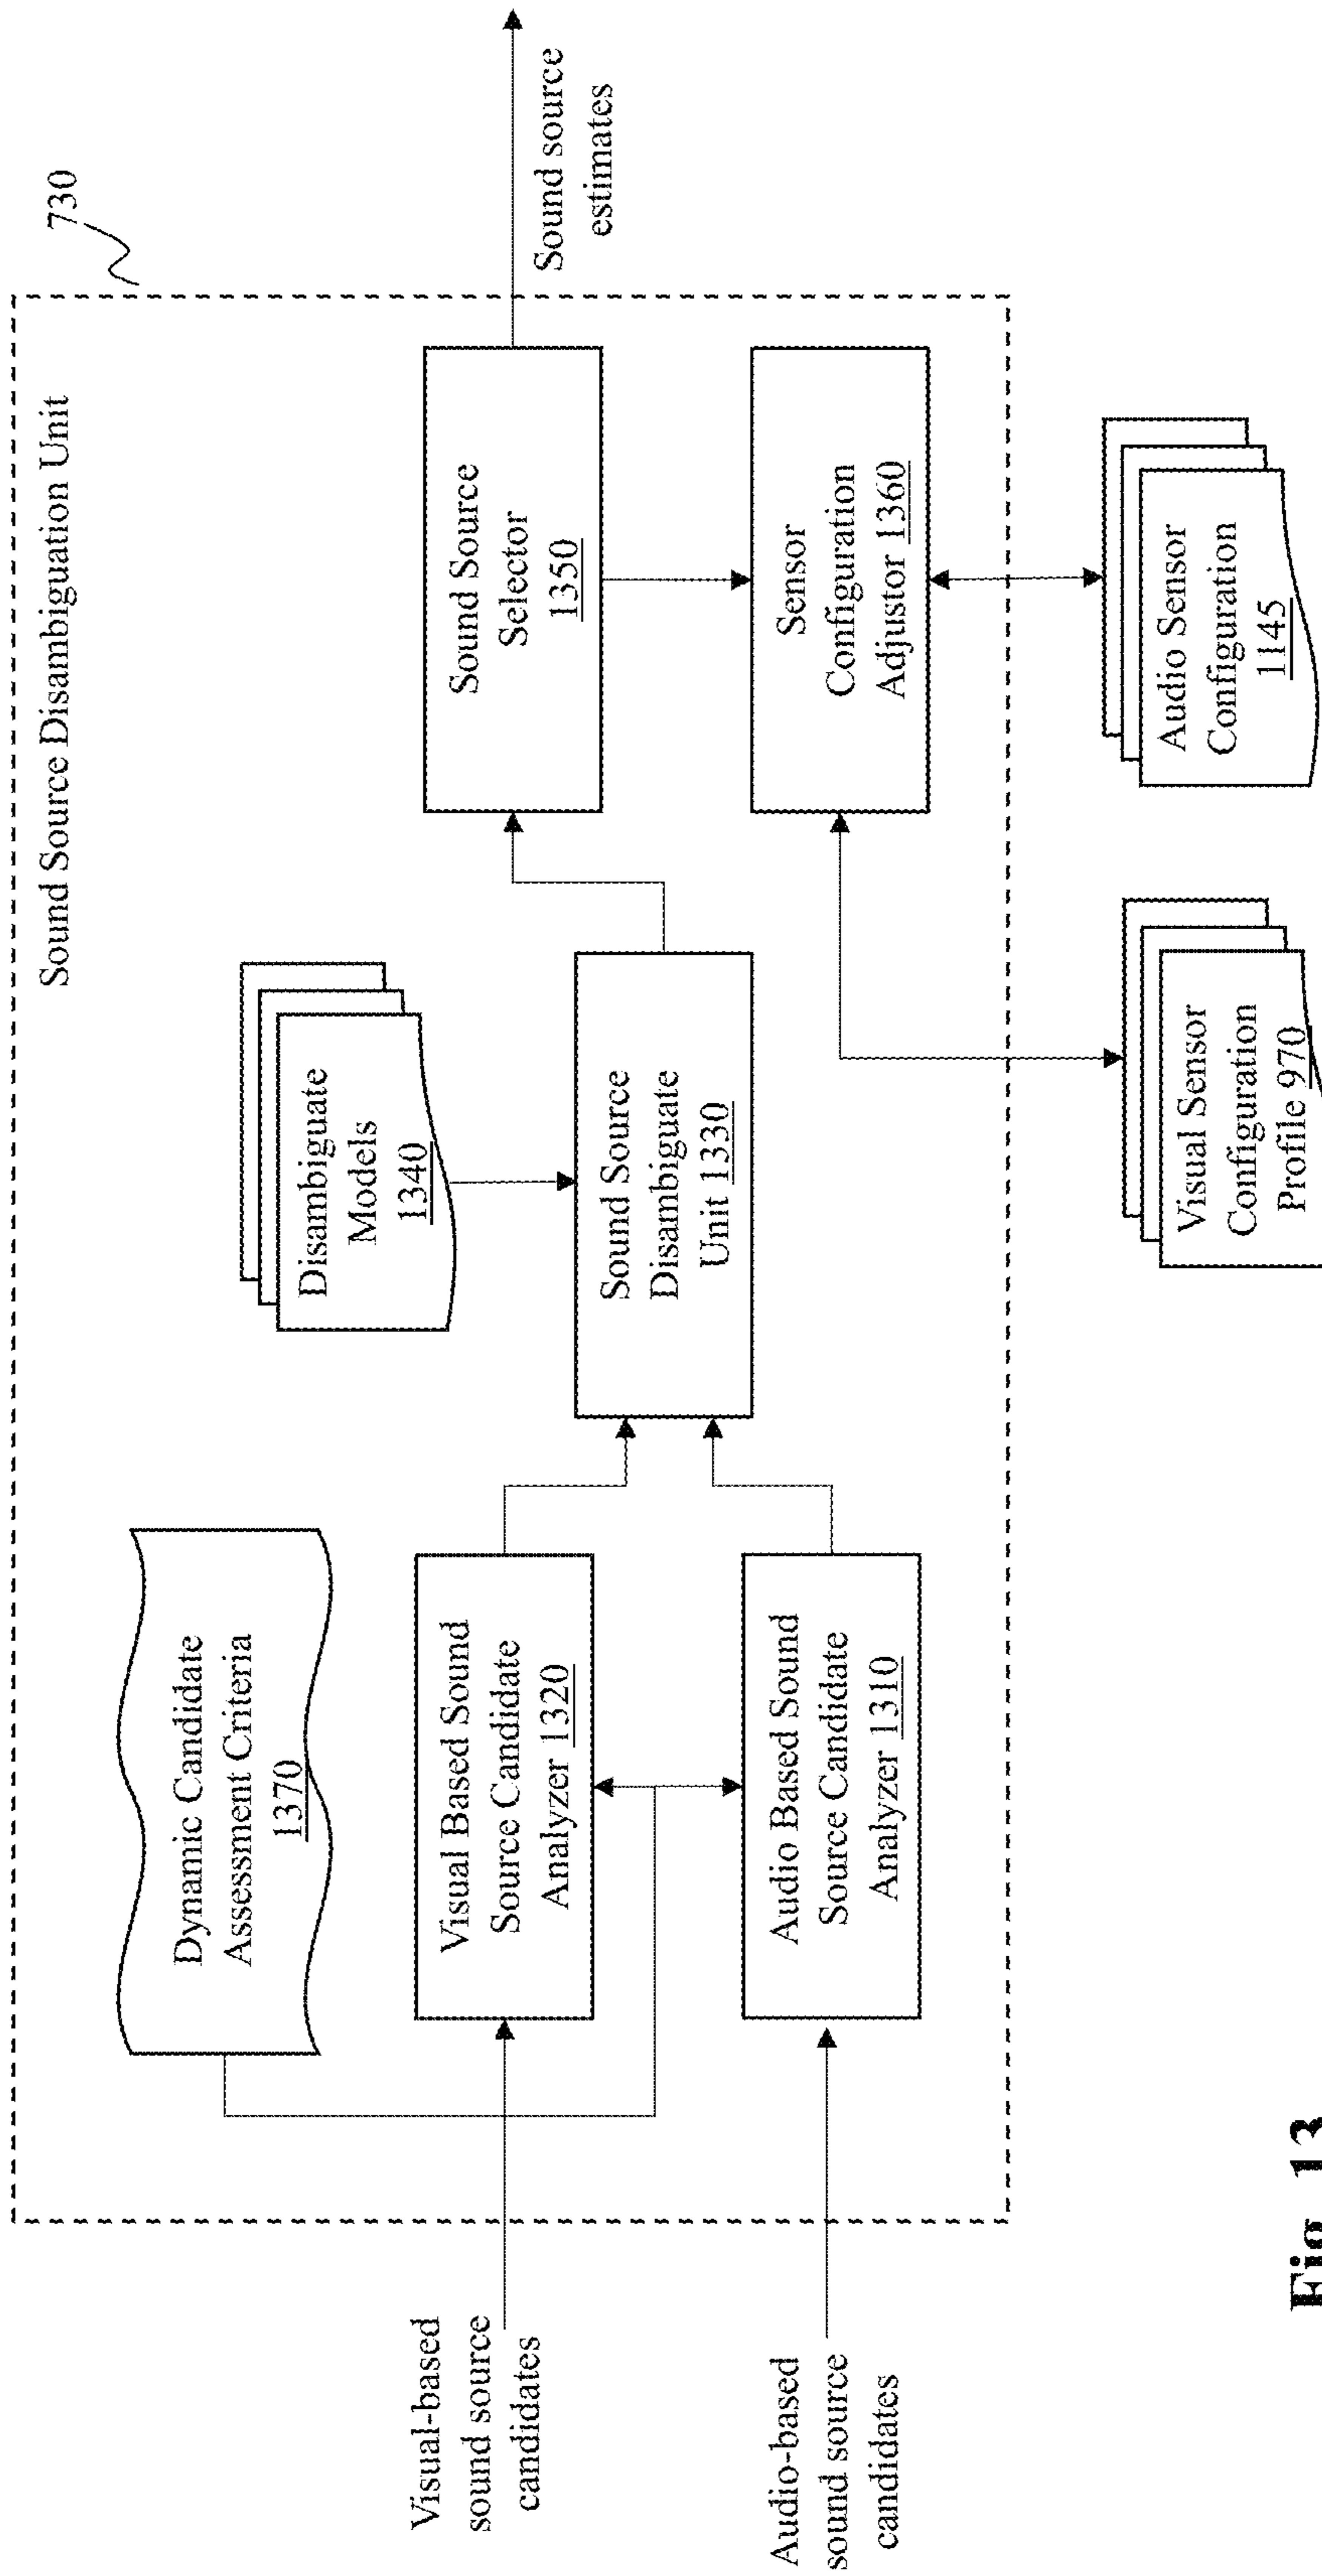 Sound Source Disambiguation Unit
730
Dynamic Candidate
Assessment Criteria
1370
Disambiguate
Models
1340
Visual-based
sound source
candidates
Visual Based Sound
Source Candidate
Analyzer 1320
Sound Source
Disambiguate
Unit 1330
Sound Source
Selector
1350
Sound source
estimates
Audio-based
sound source
candidates
Audio Based Sound
Source Candidate
Analyzer 1310
Sensor
Configuration
Adjustor 1360
Visual Sensor
Configuration
Profile 970
Audio Sensor
Configuration
1145
Fig. 13